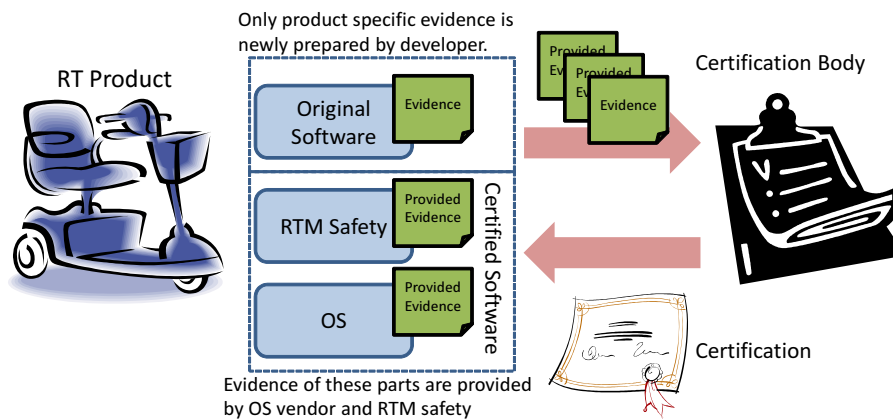 Only product specific evidence is
newly prepared by developer.
RT Product
Original
Software
Evidence
Provided
Provided
Evidence
Certification Body
RTM Safety
Provided
Evidence
Certified Software
OS
Provided
Evidence
Certification
Evidence of these parts are provided
by OS vendor and RTM safety